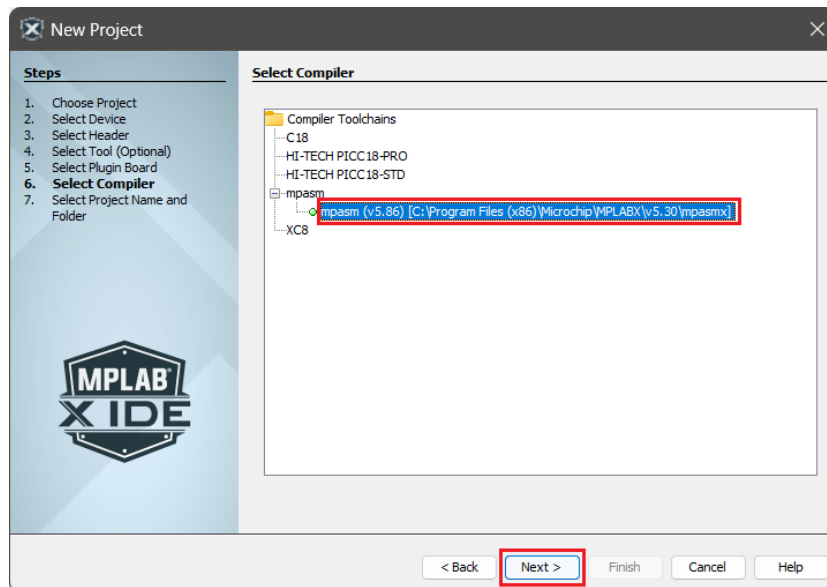 New Project
Steps
1. Choose Project
2. Select Device
3. Select Header
4. Select Tool (Optional)
5. Select Plugin Board
6. Select Compiler
7. Select Project Name and
Folder
MPLAB
X IDE
Select Compiler
Compiler Toolchains
C18
HI-TECH PICC18-PRO
HI-TECH PICC18-STD
mpasm
mpasm (v5.86) [C:\Program Files (x86)\Microchip\MPLABX\v5.30\mpasmx]
XC8
< Back Next > Finish Cancel Help